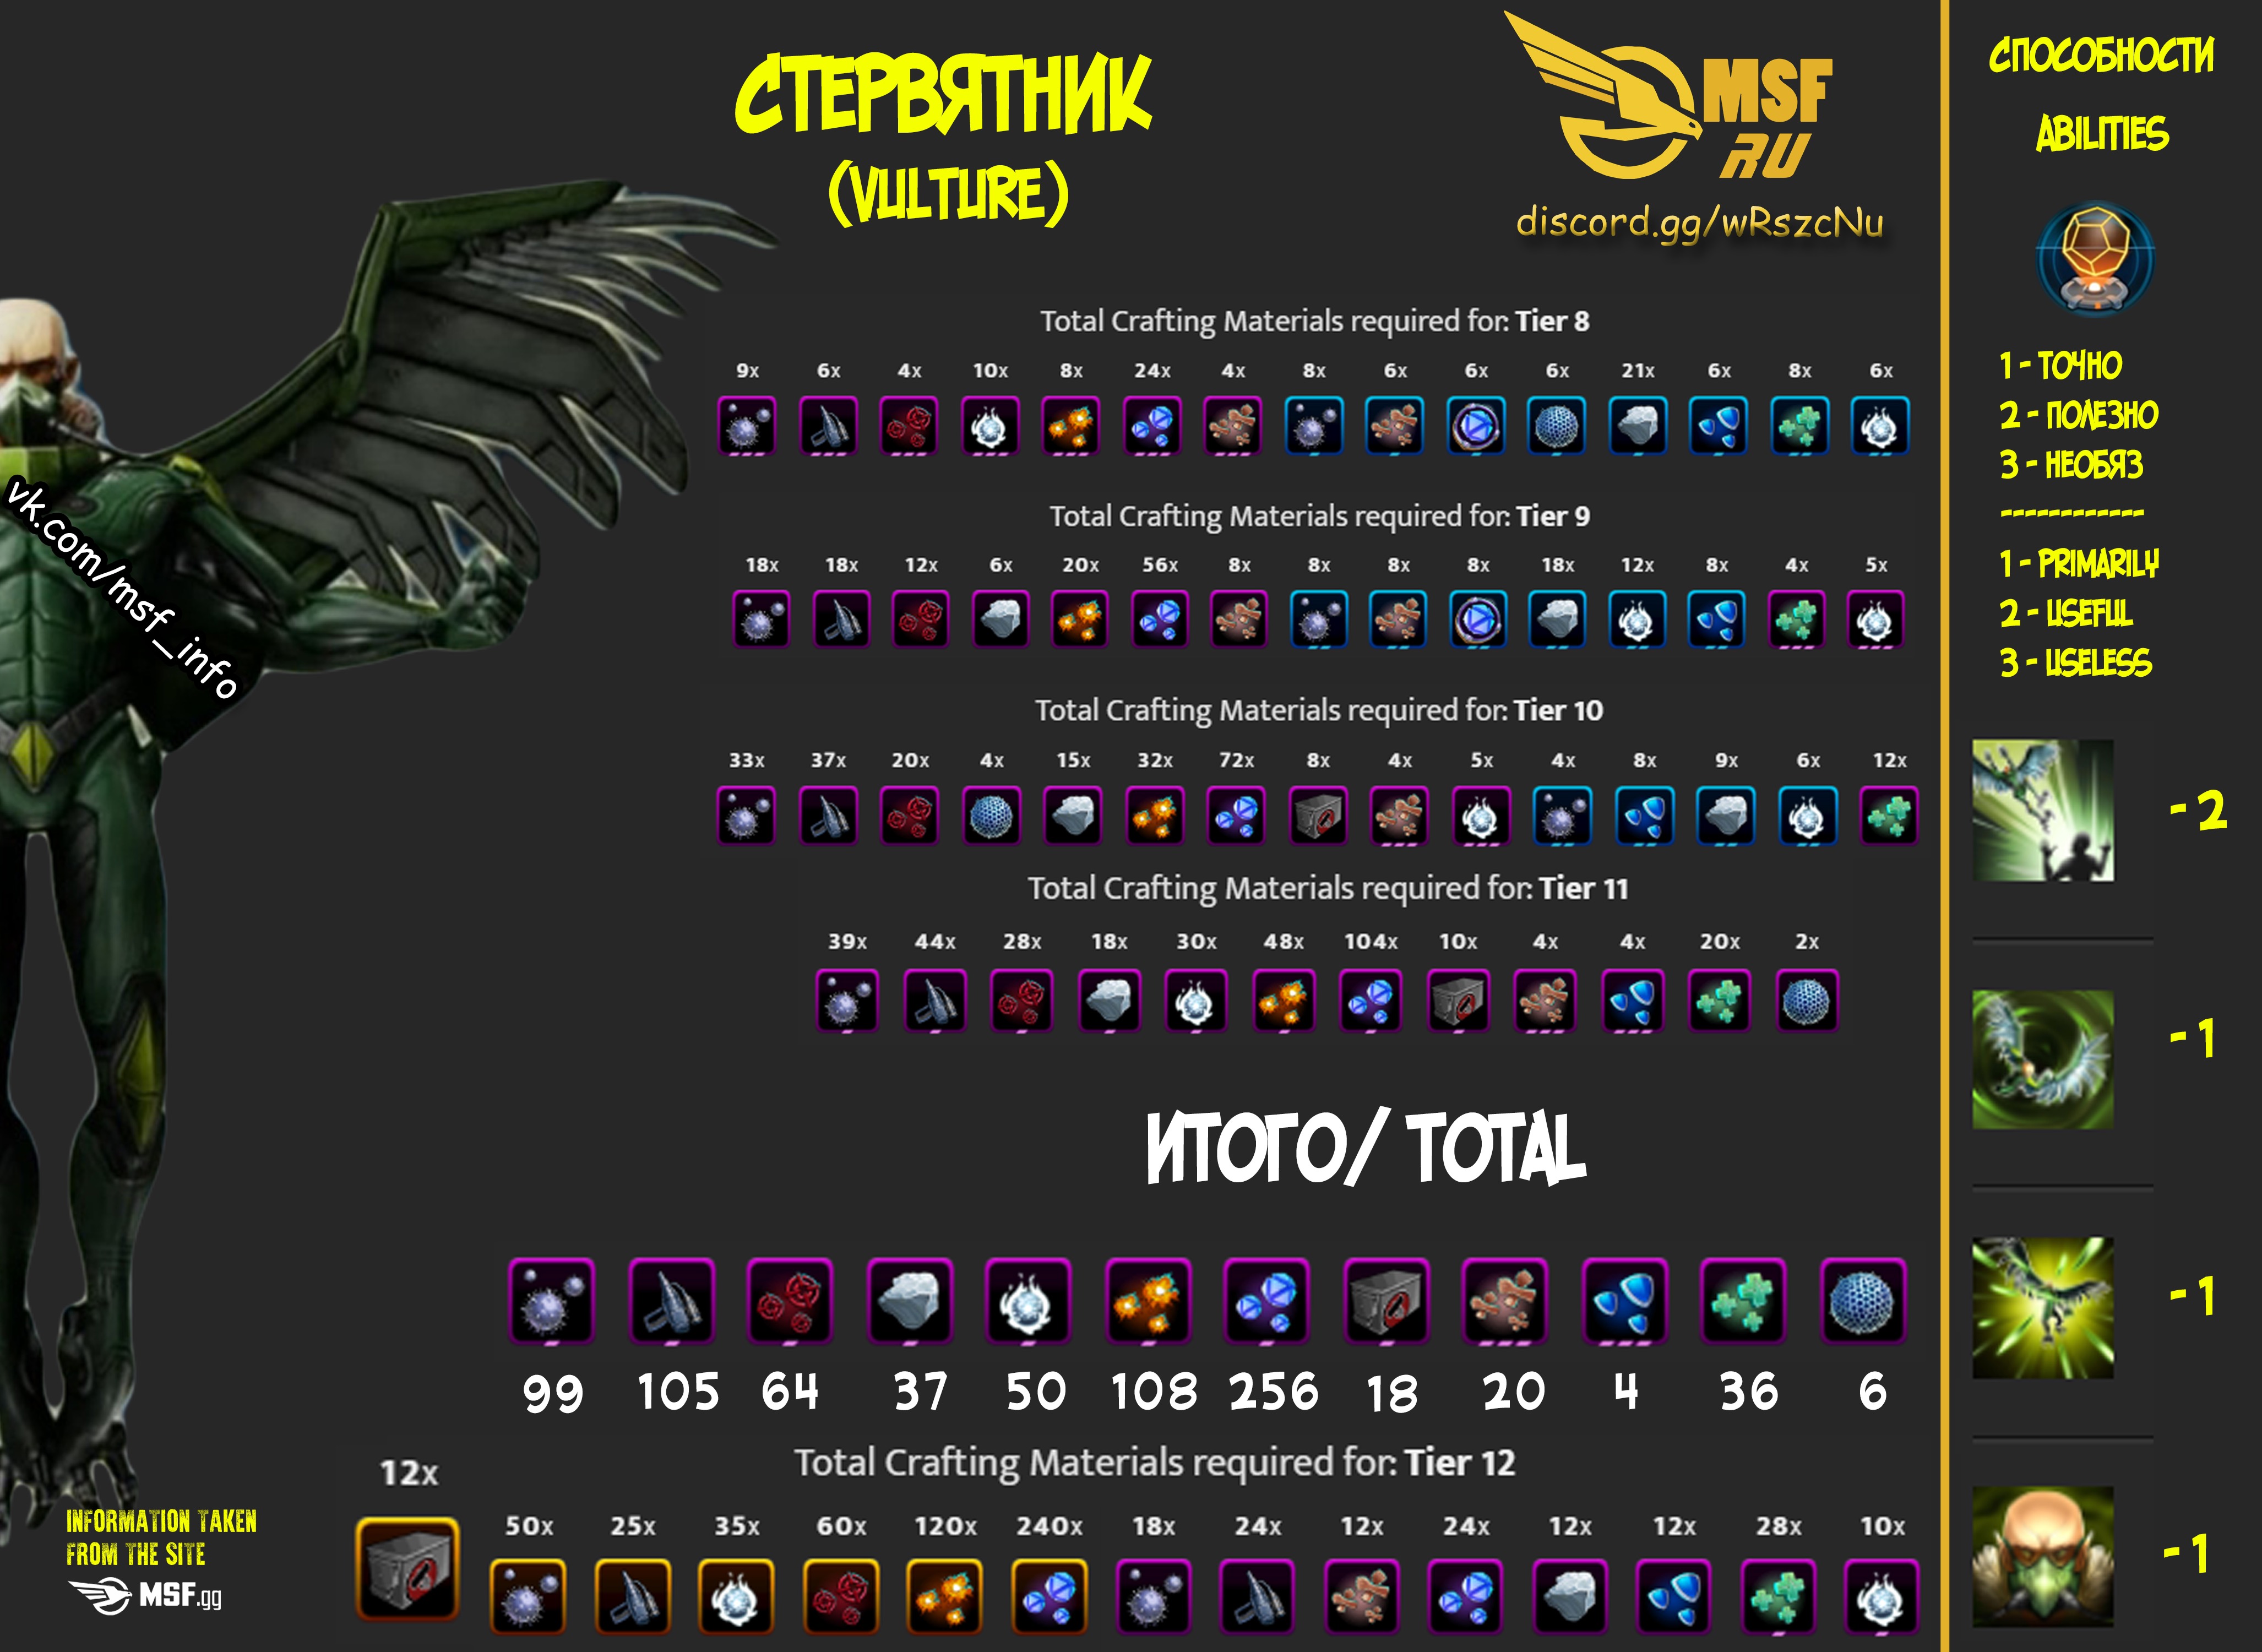 СТЕРВЯТНИК
(VULTURE)
MSF
RU
discord.gg/wRszcNu
vk.com/msf_info
Total Crafting Materials required for: Tier 8
9x 6x 4x 10x 8x 24x 4x 8x 6x 6x 6x 21x 6x 8x 6x
Total Crafting Materials required for: Tier 9
18x 18x 12x 6x 20x 56x 8x 8x 8x 8x 18x 12x 8x 4x 5x
Total Crafting Materials required for: Tier 10
33x 37x 20x 4x 15x 32x 72x 8x 4x 5x 4x 8x 9x 6x 12x
Total Crafting Materials required for: Tier 11
39x 44x 28x 18x 30x 48x 104x 10x 4x 4x 20x 2x
ИТОГО/ TOTAL
99 105 64 37 50 108 256 18 20 4 36 6
Total Crafting Materials required for: Tier 12
12x
50x 25x 35x 60x 120x 240x 18x 24x 12x 24x 12x 12x 28x 10x
INFORMATION TAKEN
FROM THE SITE
MSF.gg
СПОСОБНОСТИ
ABILITIES
1 - ТОЧНО
2 - ПОЛЕЗНО
3 - НЕОБЯЗ
------------
1 - PRIMARILY
2 - USEFUL
3 - USELESS
- 2
- 1
- 1
- 1